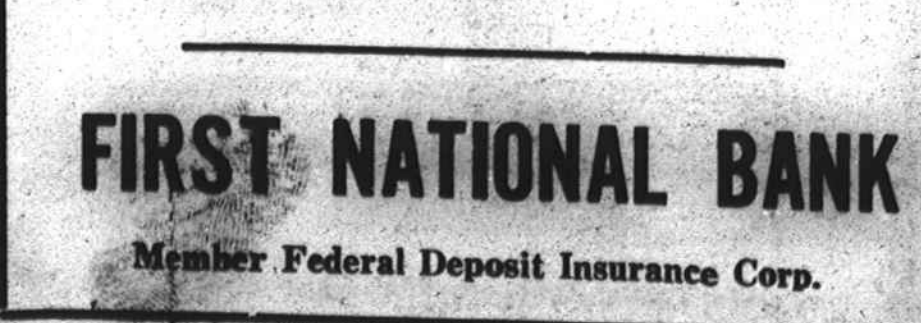 FIRST NATIONAL BANK
Member Federal Deposit Insurance Corp.